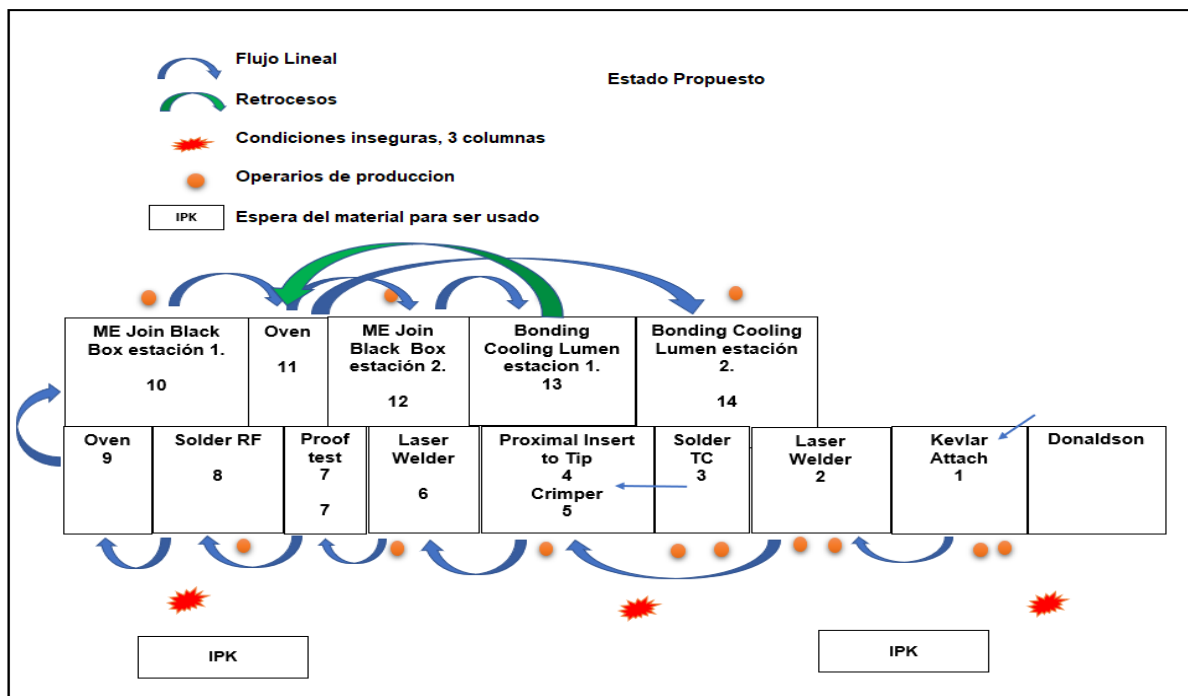 Flujo Lineal
Estado Propuesto
Retrocesos
Condiciones inseguras, 3 columnas
Operarios de produccion
IPK
Espera del material para ser usado
ME Join Black
Box estación 1.
10
Oven
11
ME Join
Black Box
estación 2.
12
Bonding
Cooling Lumen
estacion 1.
13
Bonding Cooling
Lumen estación
2.
14
Oven
9
Solder RF
8
Proof
test
7
7
Laser
Welder
6
Proximal Insert
to Tip
4
Crimper
5
Solder
TC
3
Laser
Welder
2
Kevlar
Attach
1
Donaldson
IPK
IPK